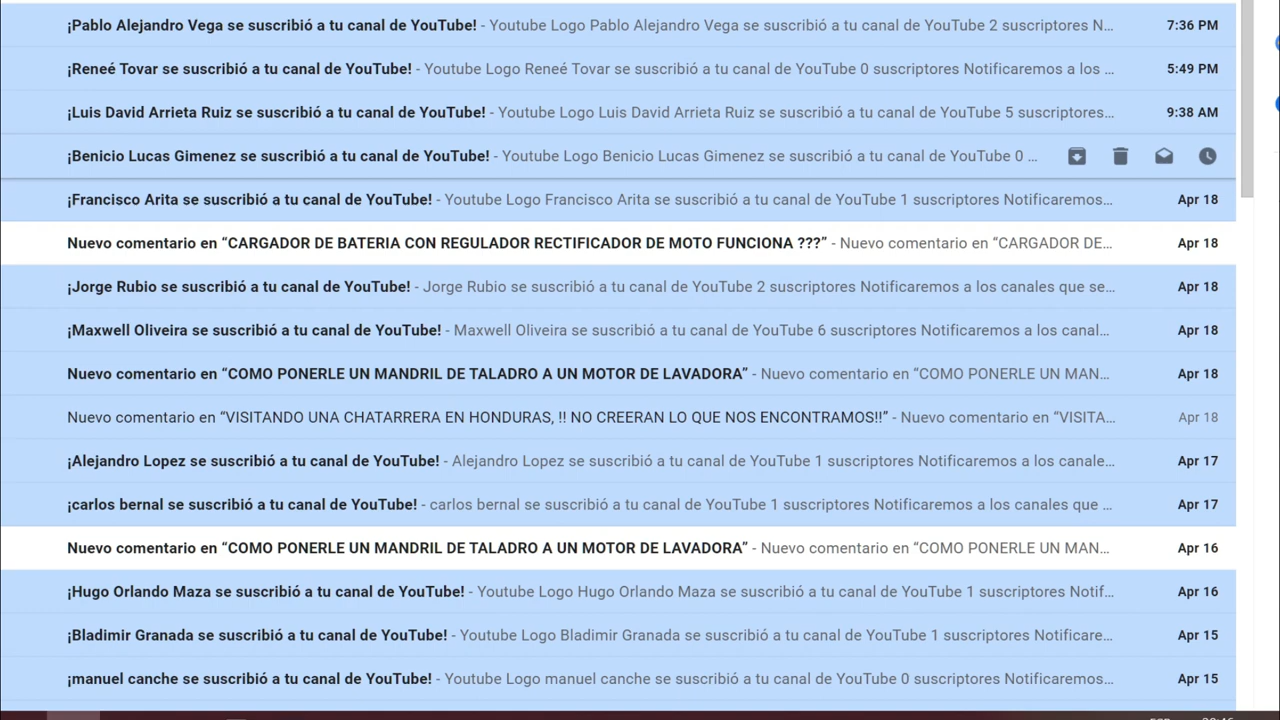 ¡Pablo Alejandro Vega se suscribió a tu canal de YouTube! - Youtube Logo Pablo Alejandro Vega se suscribió a tu canal de YouTube 2 suscriptores N… 7:36 PM
¡Reneé Tovar se suscribió a tu canal de YouTube! - Youtube Logo Reneé Tovar se suscribió a tu canal de YouTube 0 suscriptores Notificaremos a los … 5:49 PM
¡Luis David Arrieta Ruiz se suscribió a tu canal de YouTube! - Youtube Logo Luis David Arrieta Ruiz se suscribió a tu canal de YouTube 5 suscriptores… 9:38 AM
¡Benicio Lucas Gimenez se suscribió a tu canal de YouTube! - Youtube Logo Benicio Lucas Gimenez se suscribió a tu canal de YouTube 0 …
¡Francisco Arita se suscribió a tu canal de YouTube! - Youtube Logo Francisco Arita se suscribió a tu canal de YouTube 1 suscriptores Notificaremos… Apr 18
Nuevo comentario en “CARGADOR DE BATERIA CON REGULADOR RECTIFICADOR DE MOTO FUNCIONA ???” - Nuevo comentario en “CARGADOR DE… Apr 18
¡Jorge Rubio se suscribió a tu canal de YouTube! - Jorge Rubio se suscribió a tu canal de YouTube 2 suscriptores Notificaremos a los canales que se… Apr 18
¡Maxwell Oliveira se suscribió a tu canal de YouTube! - Maxwell Oliveira se suscribió a tu canal de YouTube 6 suscriptores Notificaremos a los canal… Apr 18
Nuevo comentario en “COMO PONERLE UN MANDRIL DE TALADRO A UN MOTOR DE LAVADORA” - Nuevo comentario en “COMO PONERLE UN MAN… Apr 18
Nuevo comentario en “VISITANDO UNA CHATARRERA EN HONDURAS, !! NO CREERAN LO QUE NOS ENCONTRAMOS!!” - Nuevo comentario en “VISITA… Apr 18
¡Alejandro Lopez se suscribió a tu canal de YouTube! - Alejandro Lopez se suscribió a tu canal de YouTube 1 suscriptores Notificaremos a los canale… Apr 17
¡carlos bernal se suscribió a tu canal de YouTube! - carlos bernal se suscribió a tu canal de YouTube 1 suscriptores Notificaremos a los canales que … Apr 17
Nuevo comentario en “COMO PONERLE UN MANDRIL DE TALADRO A UN MOTOR DE LAVADORA” - Nuevo comentario en “COMO PONERLE UN MAN… Apr 16
¡Hugo Orlando Maza se suscribió a tu canal de YouTube! - Youtube Logo Hugo Orlando Maza se suscribió a tu canal de YouTube 1 suscriptores Notif… Apr 16
¡Bladimir Granada se suscribió a tu canal de YouTube! - Youtube Logo Bladimir Granada se suscribió a tu canal de YouTube 1 suscriptores Notificare… Apr 15
¡manuel canche se suscribió a tu canal de YouTube! - Youtube Logo manuel canche se suscribió a tu canal de YouTube 0 suscriptores Notificaremos… Apr 15